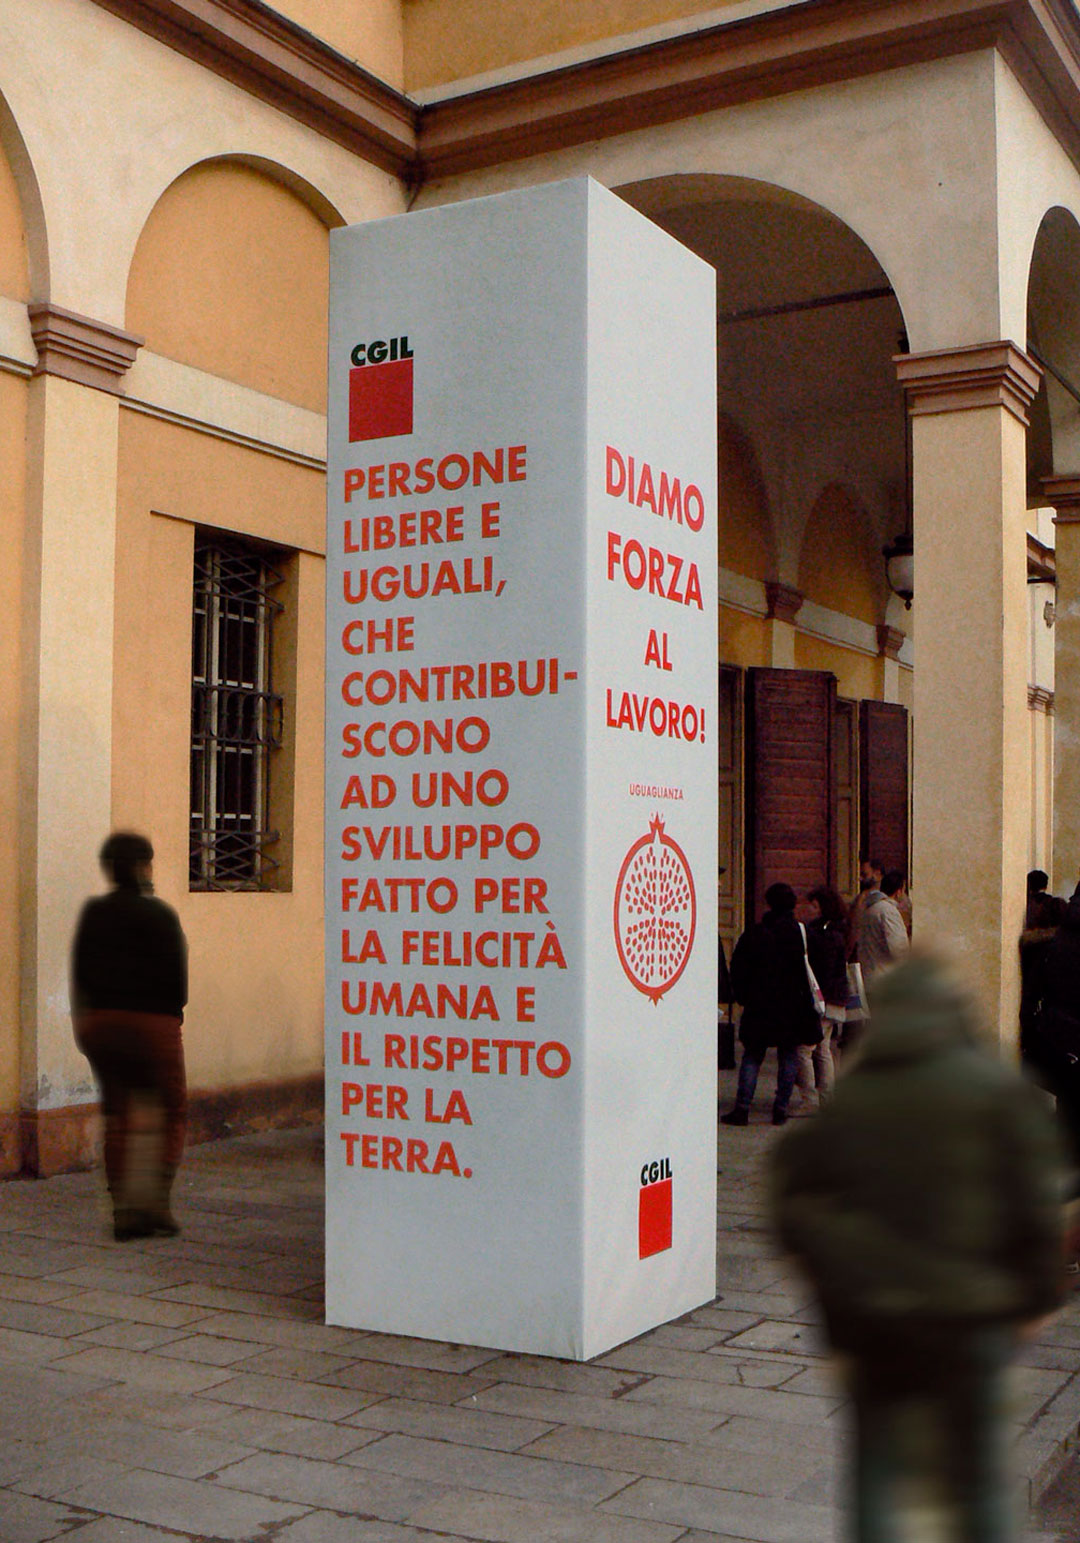 CGIL
PERSONE
LIBERE E
UGUALI,
CHE
CONTRIBUI-
SCONO
AD UNO
SVILUPPO
FATTO PER
LA FELICITÀ
UMANA E
IL RISPETTO
PER LA
TERRA.
DIAMO
FORZA
AL
LAVORO!
UGUAGLIANZA
CGIL